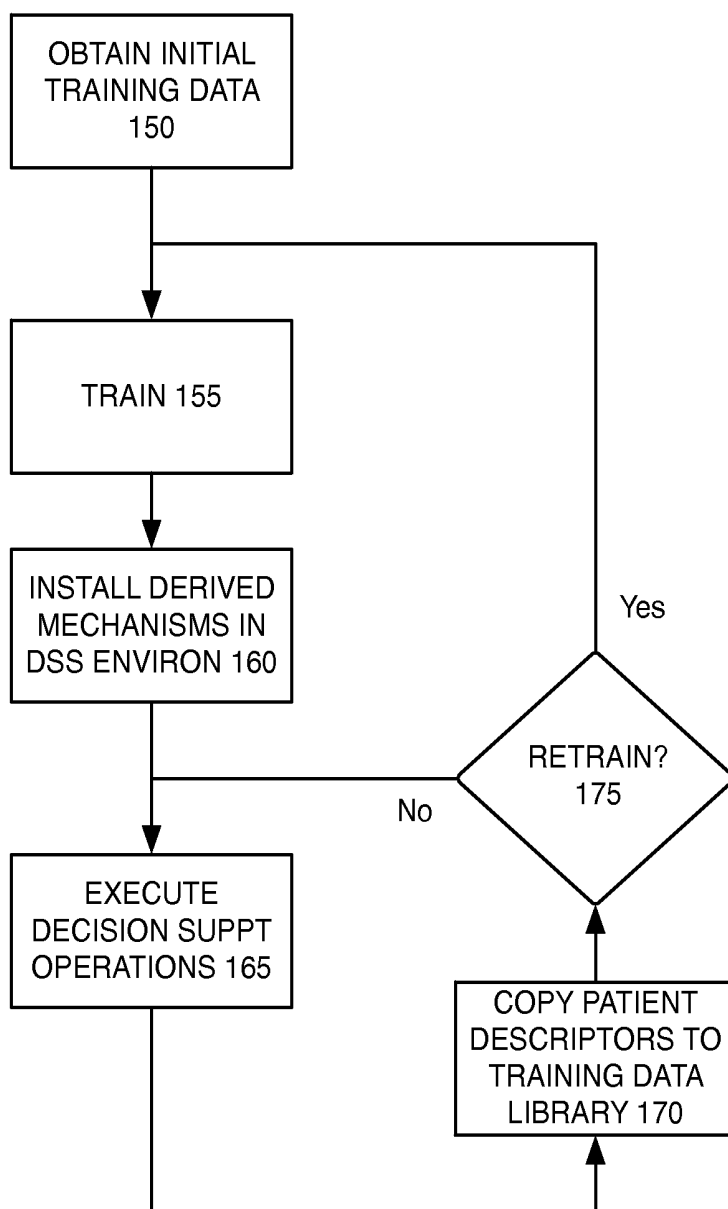 OBTAIN INITIAL
TRAINING DATA
150
TRAIN 155
INSTALL DERIVED
MECHANISMS IN
DSS ENVIRON 160
Yes
RETRAIN?
175
No
EXECUTE
DECISION SUPPT
OPERATIONS 165
COPY PATIENT
DESCRIPTORS TO
TRAINING DATA
LIBRARY 170